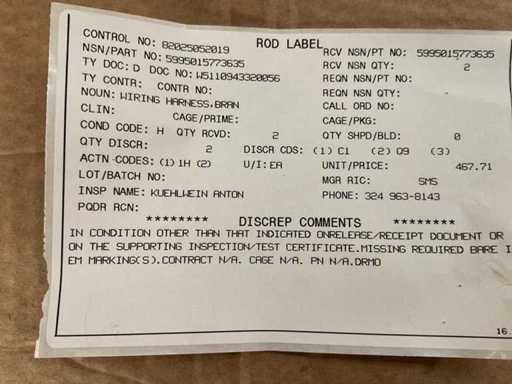 CONTROL NO: 82025052019 ROD LABEL
NSN/PART NO: 5995015773635 RCV NSN/PT NO: 5995015773635
TY DOC: D DOC NO: W5110943320056 RCV NSN QTY: 2
TY CONTR: CONTR NO: REQN NSN/PT NO:
NOUN: WIRING HARNESS,BRAN REQN NSN QTY:
CLIN: CAGE/PRIME: CALL ORD NO:
COND CODE: H QTY RCVD: 2 CAGE/PKG:
QTY DISCR: 2 DISCR CDS: (1) C1 (2) Q9 (3) QTY SHPD/BLD: 0
ACTN CODES: (1) 1H (2) U/I: EA UNIT/PRICE: 467.71
LOT/BATCH NO: MGR RIC: SMS
INSP NAME: KUEHLWEIN ANTON PHONE: 324 963-8143
PQDR RCN:
******** DISCREP COMMENTS ********
IN CONDITION OTHER THAN THAT INDICATED ONRELEASE/RECEIPT DOCUMENT OR
ON THE SUPPORTING INSPECTION/TEST CERTIFICATE.MISSING REQUIRED BARE I
EM MARKING(S).CONTRACT N/A. CAGE N/A. PN N/A.DRMO
16.